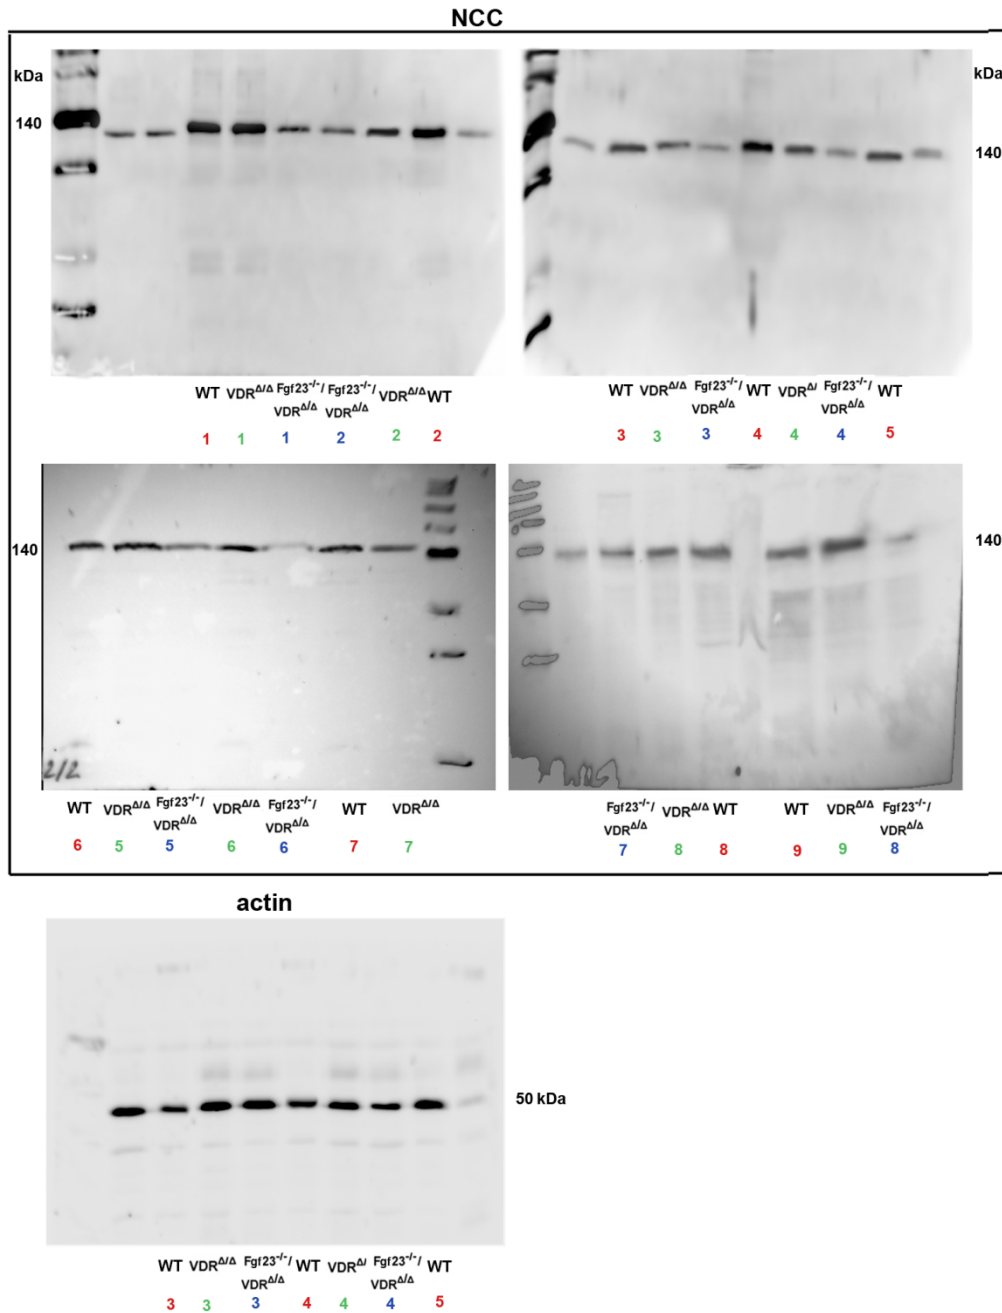 NCC
kDa
kDa
140
140
WT VDRΔ/Δ Fgf23-/-/ Fgf23-/-/ VDRΔ/Δ WT
VDRΔ/Δ VDRΔ/Δ
1 1 1 2 2 2
WT VDRΔ/Δ Fgf23-/-/ WT VDRΔ/ Fgf23-/-/ WT
VDRΔ/Δ VDRΔ/Δ
3 3 3 4 4 4 5
140
140
2/2
WT VDRΔ/Δ Fgf23-/-/ VDRΔ/Δ Fgf23-/-/ WT VDRΔ/Δ
VDRΔ/Δ VDRΔ/Δ
6 5 5 6 6 7 7
Fgf23-/-/ VDRΔ/Δ WT WT VDRΔ/Δ Fgf23-/-/
VDRΔ/Δ VDRΔ/Δ
7 8 8 9 9 8
actin
50 kDa
WT VDRΔ/Δ Fgf23-/-/ WT VDRΔ/ Fgf23-/-/ WT
VDRΔ/Δ VDRΔ/Δ
3 3 3 4 4 4 5